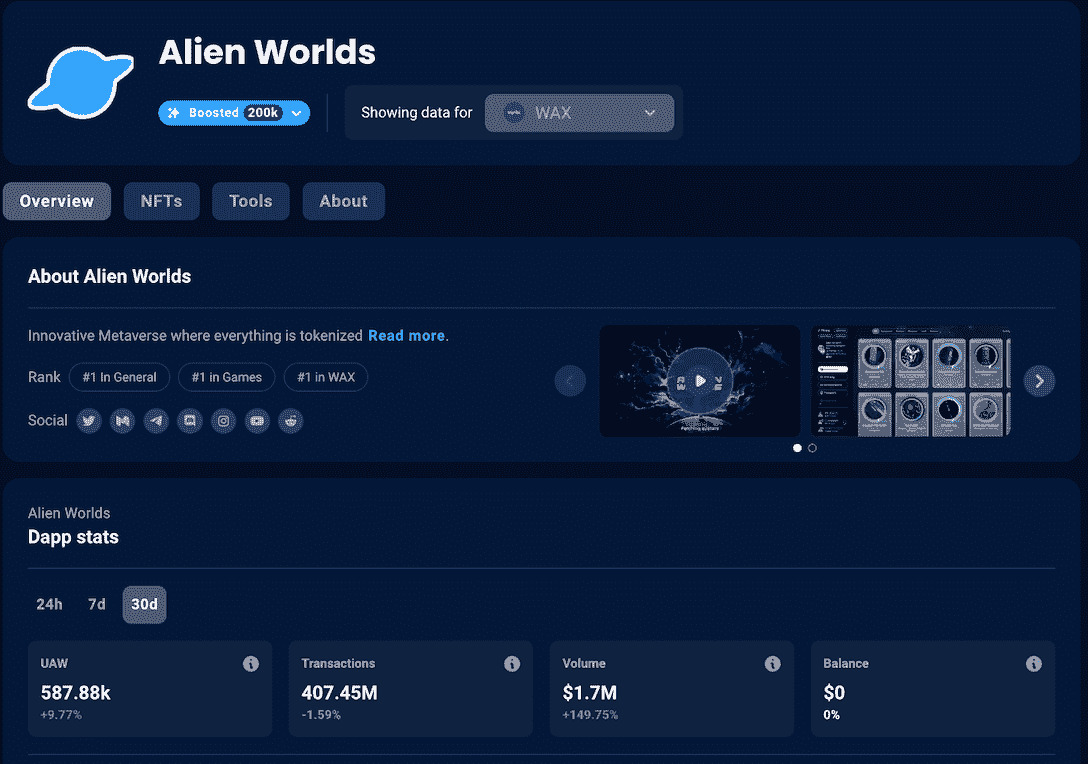 Alien Worlds
Boosted 200k
Showing data for WAX
Overview NFTs Tools About
About Alien Worlds
Innovative Metaverse where everything is tokenized Read more.
Rank #1 In General #1 in Games #1 in WAX
Social
Alien Worlds
Dapp stats
24h 7d 30d
UAW Transactions Volume Balance
587.88k 407.45M $1.7M $0
+9.77% -1.59% +149.75% 0%